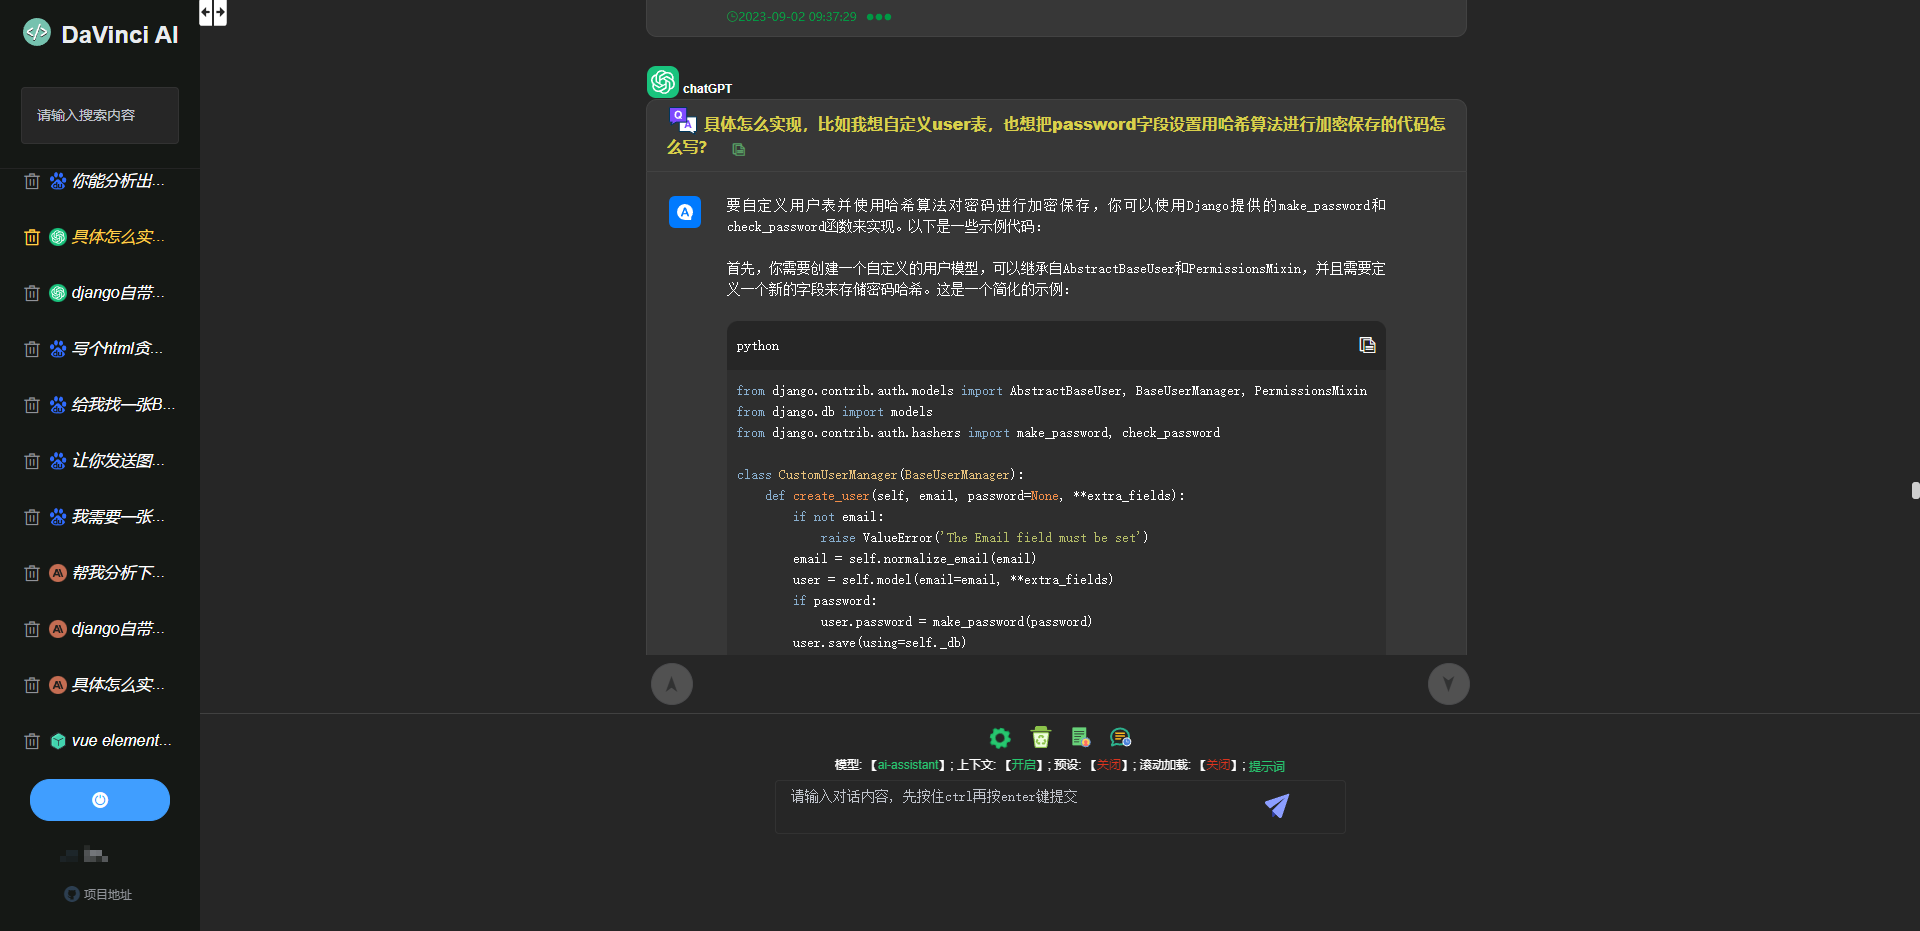 DaVinci AI
请输入搜索内容
你能分析出...
具体怎么实...
django自带...
写个html贪...
给我找一张B...
让你发送图...
我需要一张...
帮我分析下...
django自带...
具体怎么实...
vue element...
项目地址
2023-09-02 09:37:29
chatGPT
具体怎么实现，比如我想自定义user表，也想把password字段设置用哈希算法进行加密保存的代码怎
么写？
要自定义用户表并使用哈希算法对密码进行加密保存，你可以使用Django提供的make_password和
check_password函数来实现。以下是一些示例代码：
首先，你需要创建一个自定义的用户模型，可以继承自AbstractBaseUser和PermissionsMixin，并且需要定
义一个新的字段来存储密码哈希。这是一个简化的示例：
python
from django.contrib.auth.models import AbstractBaseUser, BaseUserManager, PermissionsMixin
from django.db import models
from django.contrib.auth.hashers import make_password, check_password
class CustomUserManager(BaseUserManager):
    def create_user(self, email, password=None, **extra_fields):
        if not email:
            raise ValueError('The Email field must be set')
        email = self.normalize_email(email)
        user = self.model(email=email, **extra_fields)
        if password:
            user.password = make_password(password)
        user.save(using=self._db)
模型: 【ai-assistant】; 上下文: 【开启】; 预设: 【关闭】; 滚动加载: 【关闭】; 提示词
请输入对话内容，先按住ctrl再按enter键提交